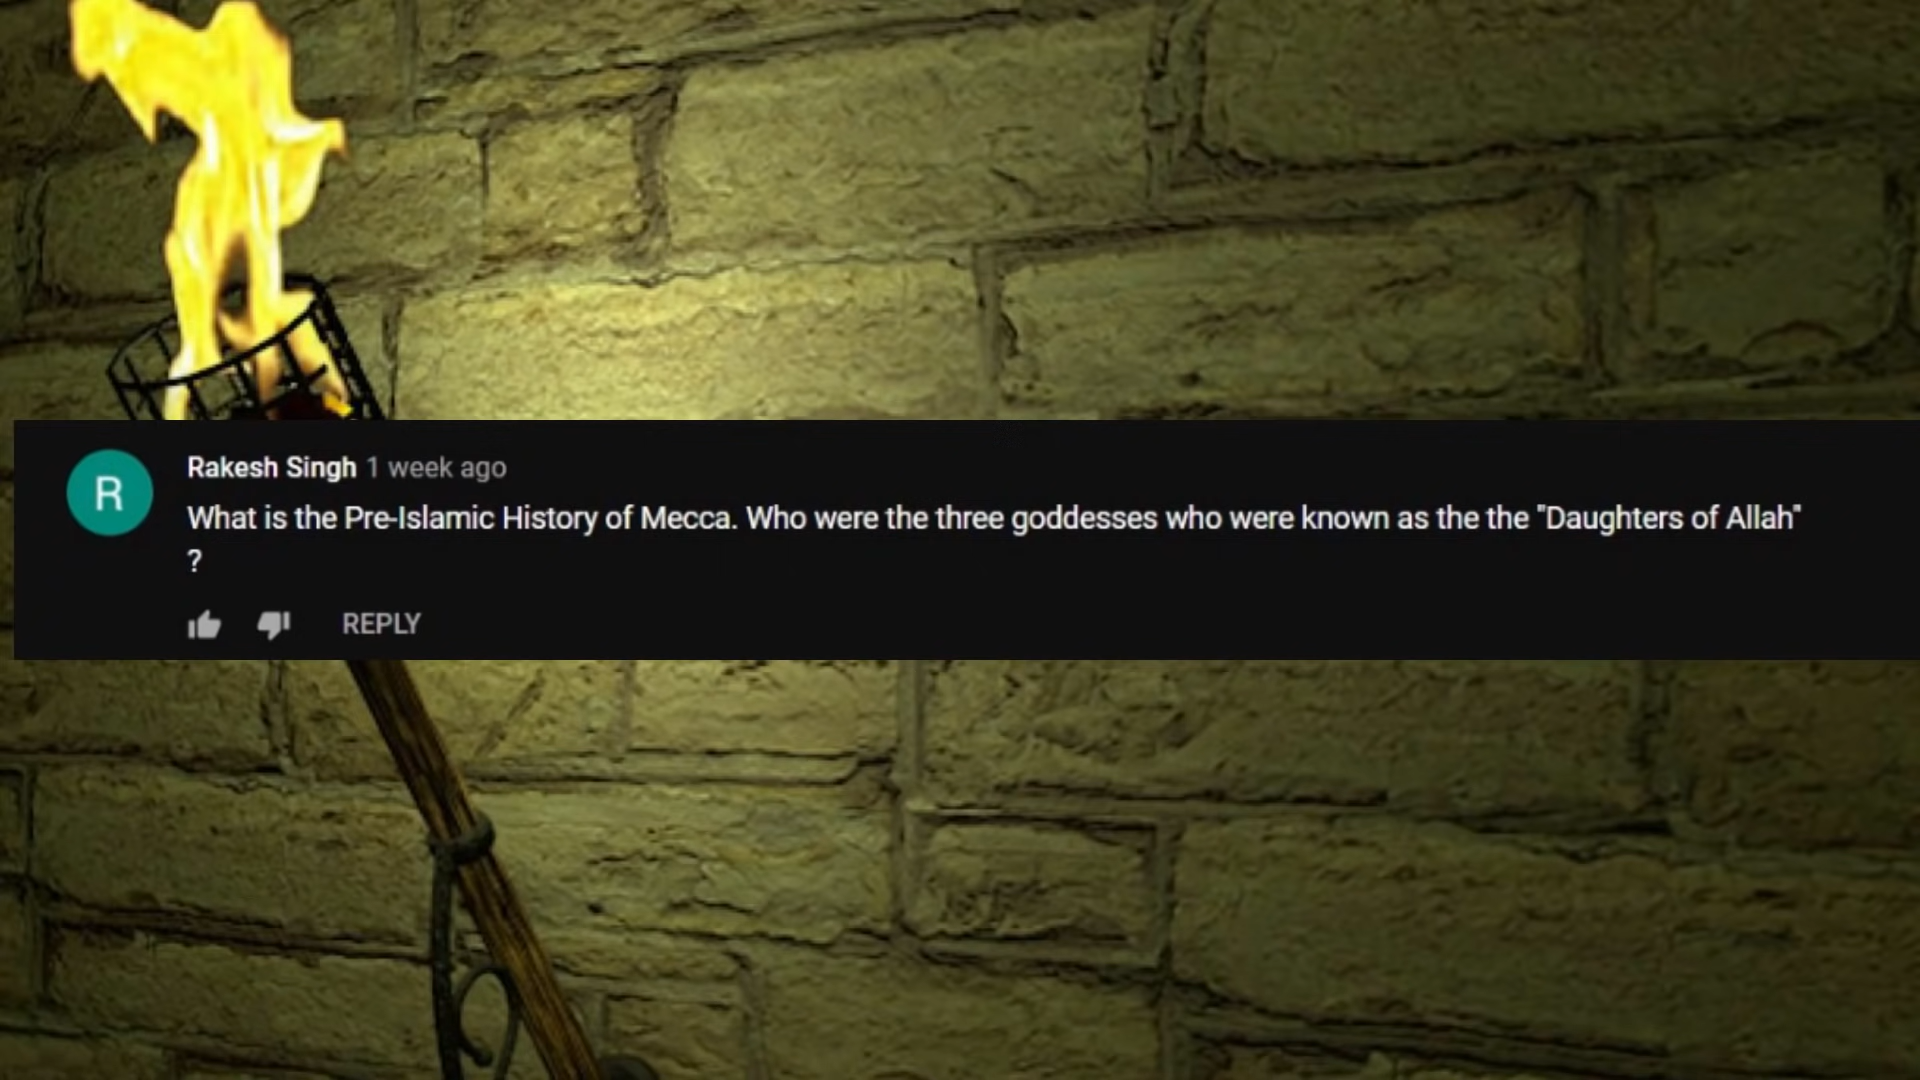 R
Rakesh Singh 1 week ago
What is the Pre-Islamic History of Mecca. Who were the three goddesses who were known as the the "Daughters of Allah"
?
REPLY